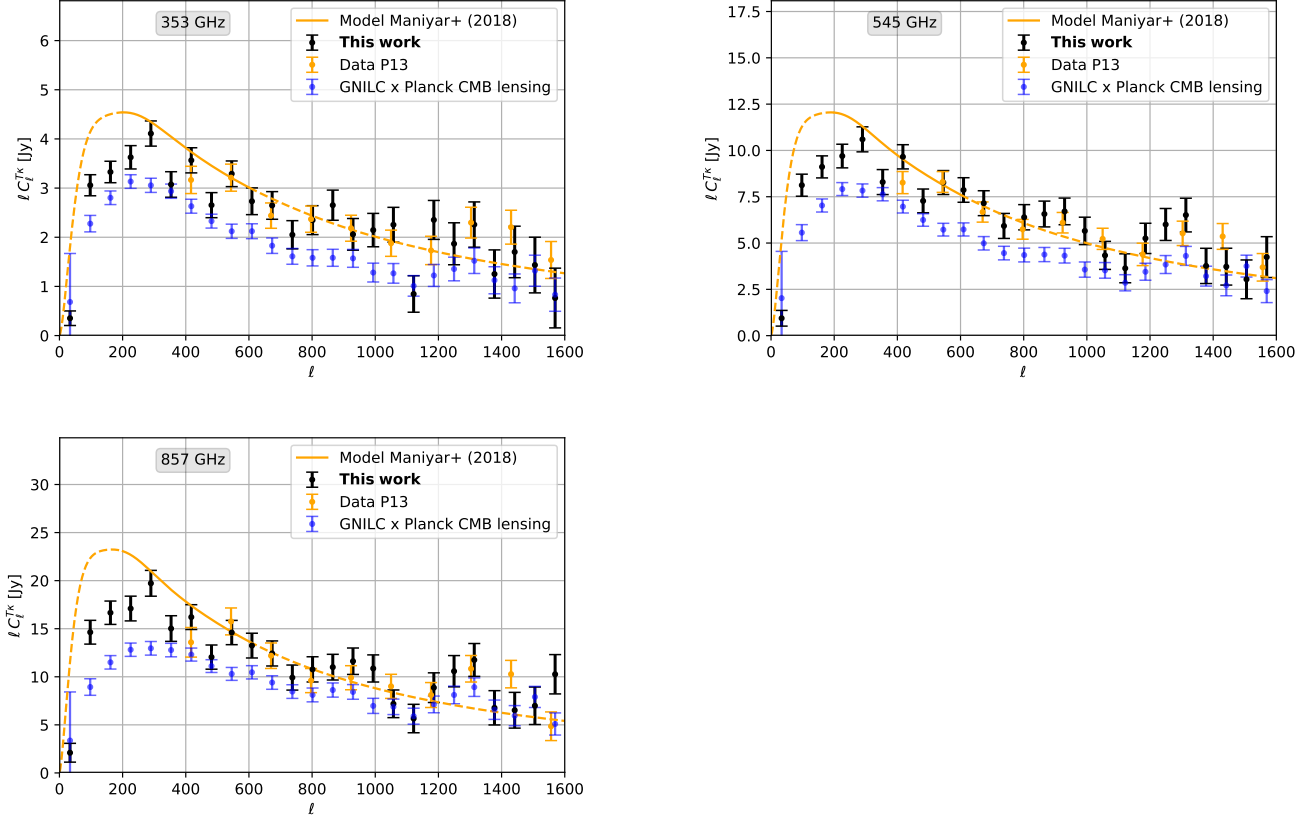 353 GHz
Model Maniyar+ (2018)
This work
Data P13
GNILC x Planck CMB lensing
6
5
4
3
2
1
0
ℓ C_ℓ^{Tκ} [Jy]
0 200 400 600 800 1000 1200 1400 1600
ℓ
545 GHz
Model Maniyar+ (2018)
This work
Data P13
GNILC x Planck CMB lensing
17.5
15.0
12.5
10.0
7.5
5.0
2.5
0.0
ℓ C_ℓ^{Tκ} [Jy]
0 200 400 600 800 1000 1200 1400 1600
ℓ
857 GHz
Model Maniyar+ (2018)
This work
Data P13
GNILC x Planck CMB lensing
30
25
20
15
10
5
0
ℓ C_ℓ^{Tκ} [Jy]
0 200 400 600 800 1000 1200 1400 1600
ℓ